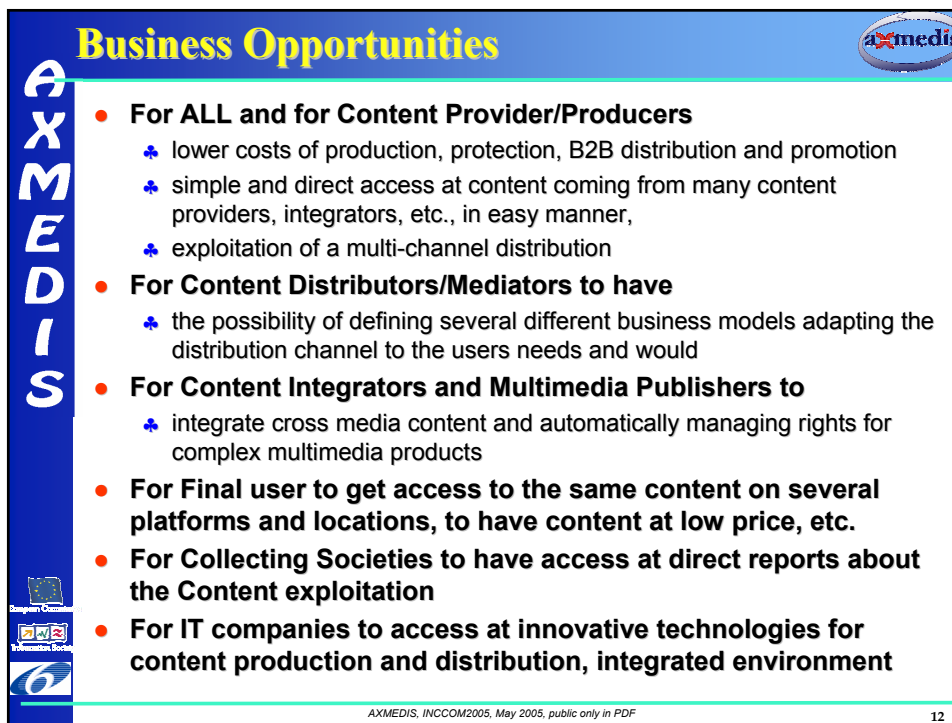 Business Opportunities
axmedis
AXMEDIS
● For ALL and for Content Provider/Producers
♣ lower costs of production, protection, B2B distribution and promotion
♣ simple and direct access at content coming from many content
providers, integrators, etc., in easy manner,
♣ exploitation of a multi-channel distribution
● For Content Distributors/Mediators to have
♣ the possibility of defining several different business models adapting the
distribution channel to the users needs and would
● For Content Integrators and Multimedia Publishers to
♣ integrate cross media content and automatically managing rights for
complex multimedia products
● For Final user to get access to the same content on several
platforms and locations, to have content at low price, etc.
● For Collecting Societies to have access at direct reports about
the Content exploitation
● For IT companies to access at innovative technologies for
content production and distribution, integrated environment
6
AXMEDIS, INCCOM2005, May 2005, public only in PDF
12